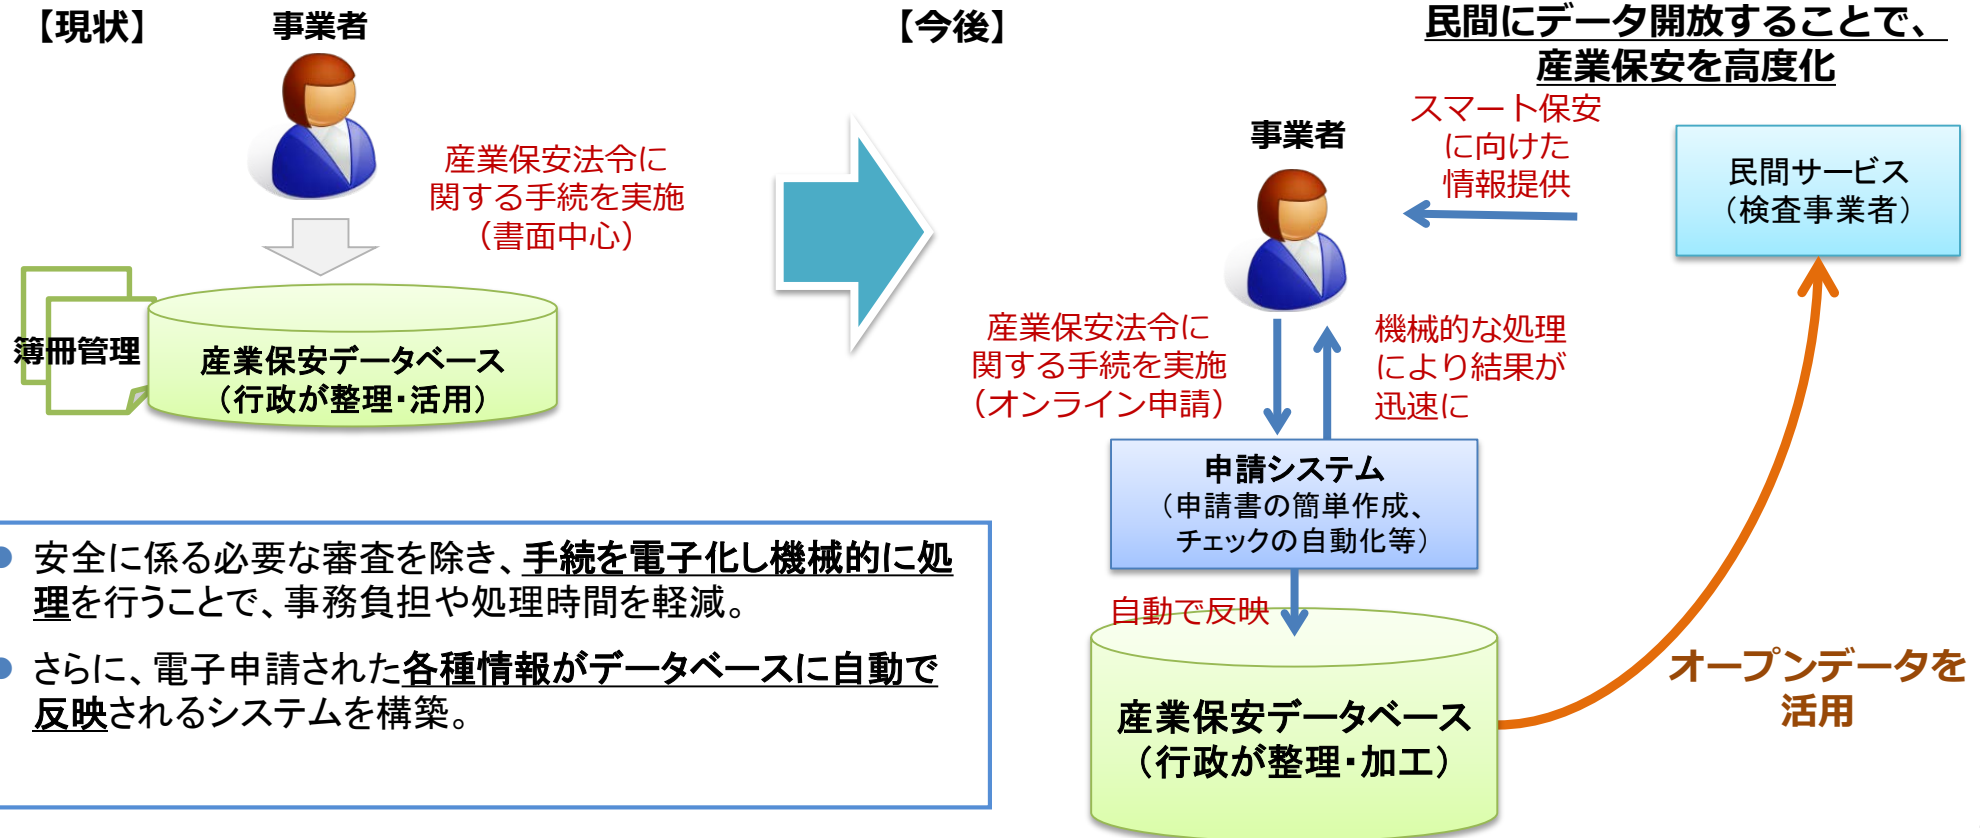 【現状】
事業者
産業保安法令に
関する手続を実施
（書面中心）
簿冊管理
産業保安データベース
（行政が整理・活用）
【今後】
民間にデータ開放することで、
産業保安を高度化
事業者
スマート保安
に向けた
情報提供
民間サービス
（検査事業者）
産業保安法令に
関する手続を実施
（オンライン申請）
機械的な処理
により結果が
迅速に
申請システム
（申請書の簡単作成、
チェックの自動化等）
自動で反映
産業保安データベース
（行政が整理・加工）
オープンデータを
活用
● 安全に係る必要な審査を除き、手続を電子化し機械的に処
理を行うことで、事務負担や処理時間を軽減。
● さらに、電子申請された各種情報がデータベースに自動で
反映されるシステムを構築。